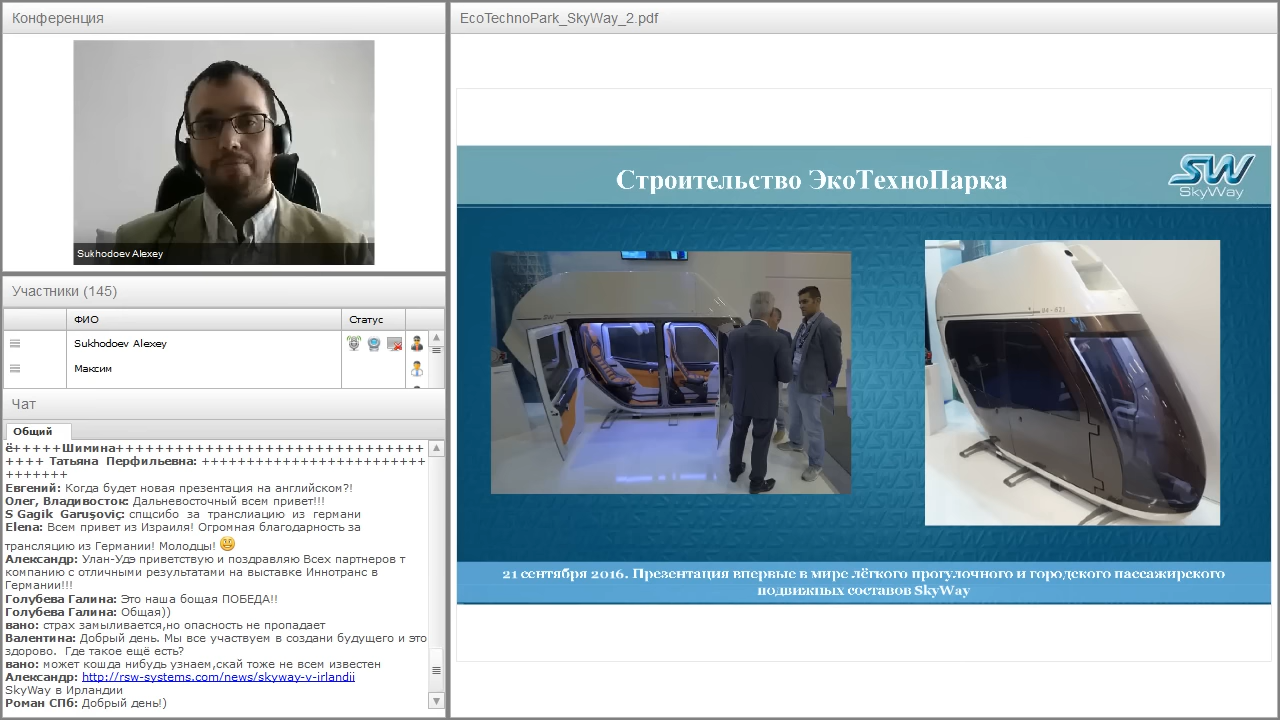 Конференция
Sukhodoev Alexey
Участники (145)
ФИО
Статус
Sukhodoev Alexey
Максим
Чат
Общий
ё+++++Шимина++++++++++++++++++++++++++++++++++
++++ Татьяна Перфильевна: +++++++++++++++++++++++++
+++++++
Евгений: Когда будет новая презентация на английском?!
Олег, Владивосток: Дальневосточный всем привет!!!
S Gagik Garuşoviç: спщсибо за транслиацию из германи
Elena: Всем привет из Израиля! Огромная благодарность за
трансляцию из Германии! Молодцы!
Александр: Улан-Удэ приветствую и поздравляю Всех партнеров т
компанию с отличными результатами на выставке Иннотранс в
Германии!!!
Голубева Галина: Это наша бощая ПОБЕДА!!
Голубева Галина: Общая))
вано: страх замыливается,но опасность не пропадает
Валентина: Добрый день. Мы все участвуем в создани будущего и это
здорово. Где такое ещё есть?
вано: может кошда нибудь узнаем,скай тоже не всем известен
Александр: http://rsw-systems.com/news/skyway-v-irlandii
SkyWay в Ирландии
Роман СПб: Добрый день!)
EcoTechnoPark_SkyWay_2.pdf
Строительство ЭкоТехноПарка
SW
SkyWay
21 сентября 2016. Презентация впервые в мире лёгкого прогулочного и городского пассажирского
подвижных составов SkyWay